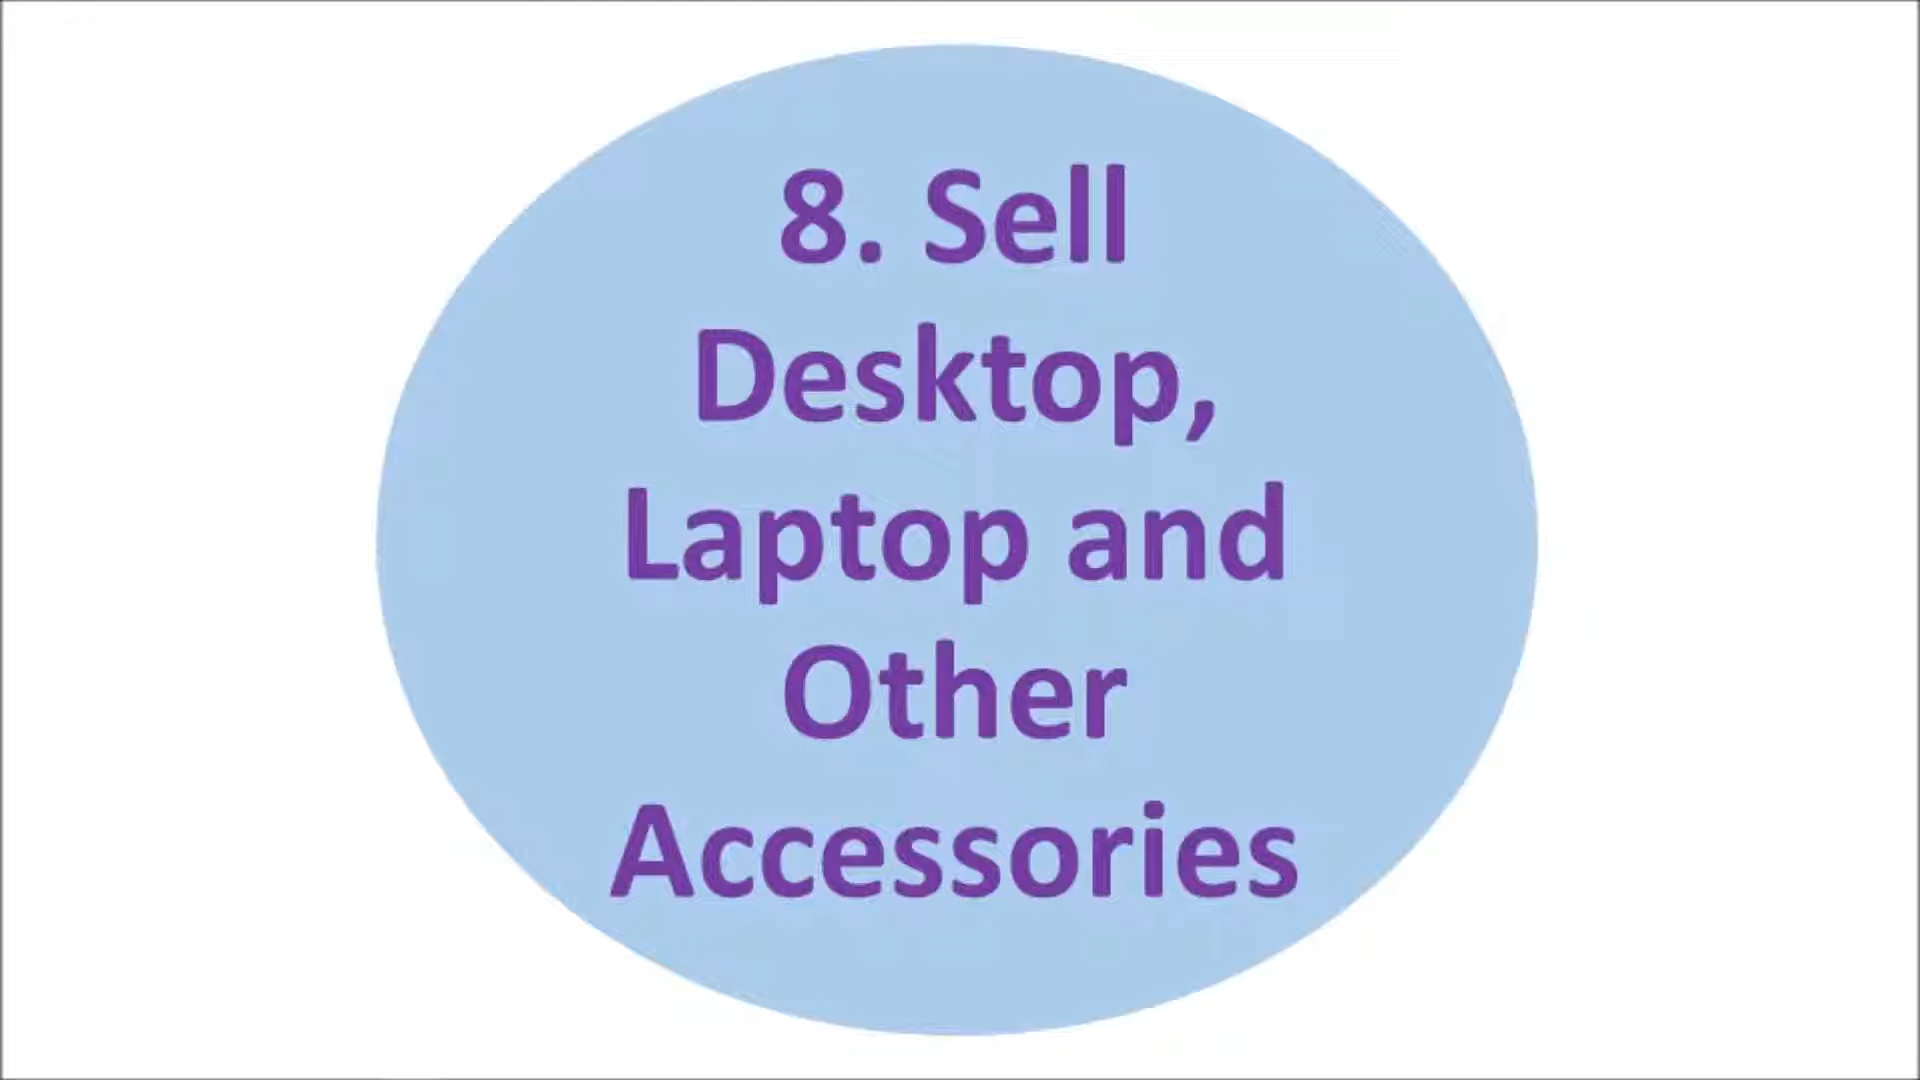 8. Sell
Desktop,
Laptop and
Other
Accessories